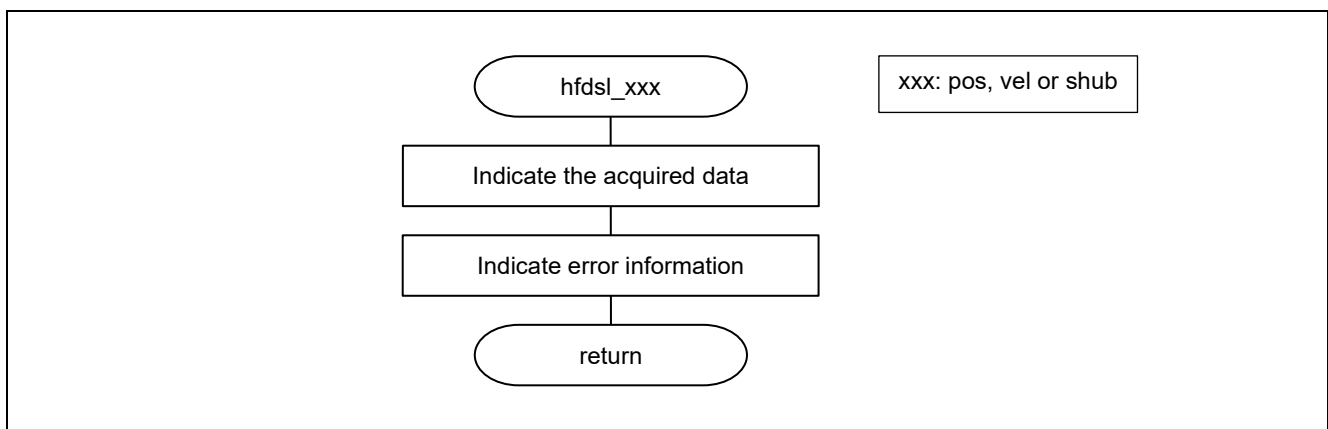 hfdsl_xxx
xxx: pos, vel or shub
Indicate the acquired data
Indicate error information
return